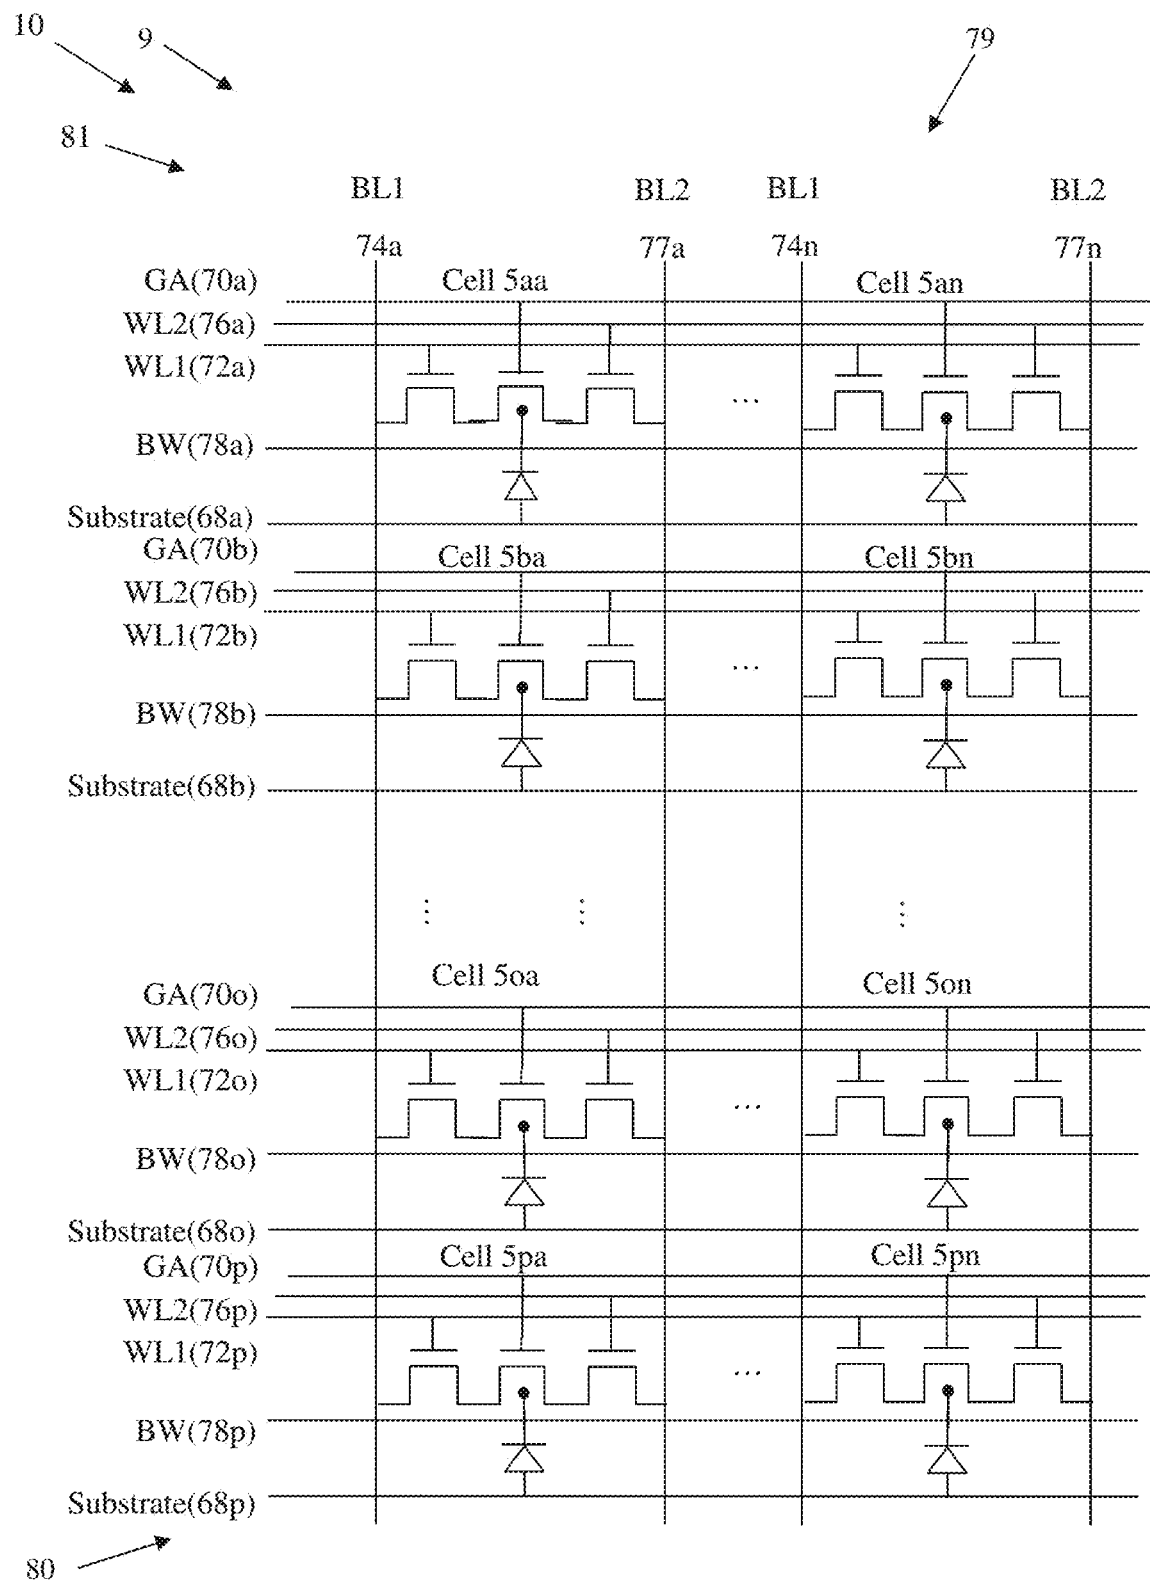 10
9
79
81
BL1 BL2 BL1 BL2
74a 77a 74n 77n
GA(70a) Cell 5aa Cell 5an
WL2(76a)
WL1(72a)
...
BW(78a)
Substrate(68a)
GA(70b) Cell 5ba Cell 5bn
WL2(76b)
WL1(72b)
...
BW(78b)
Substrate(68b)
Cell 5oa Cell 5on
GA(70o)
WL2(76o)
WL1(72o)
...
BW(78o)
Substrate(68o)
GA(70p) Cell 5pa Cell 5pn
WL2(76p)
WL1(72p)
...
BW(78p)
Substrate(68p)
80